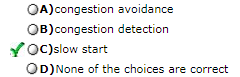 A)congestion avoidance
B)congestion detection
C)slow start
D)None of the choices are correct